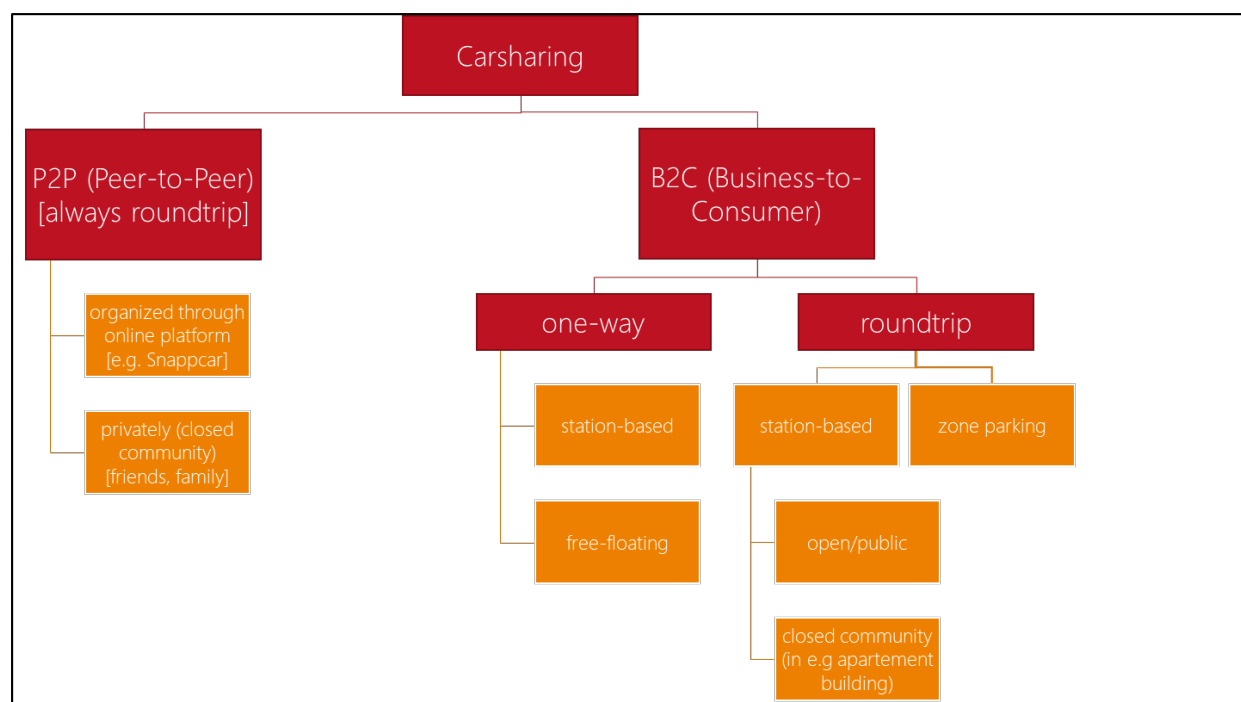 Carsharing
P2P (Peer-to-Peer)
[always roundtrip]
B2C (Business-to-
Consumer)
organized through
online platform
[e.g. Snappcar]
privately (closed
community)
[friends, family]
one-way
roundtrip
station-based
free-floating
station-based
zone parking
open/public
closed community
(in e.g apartement
building)